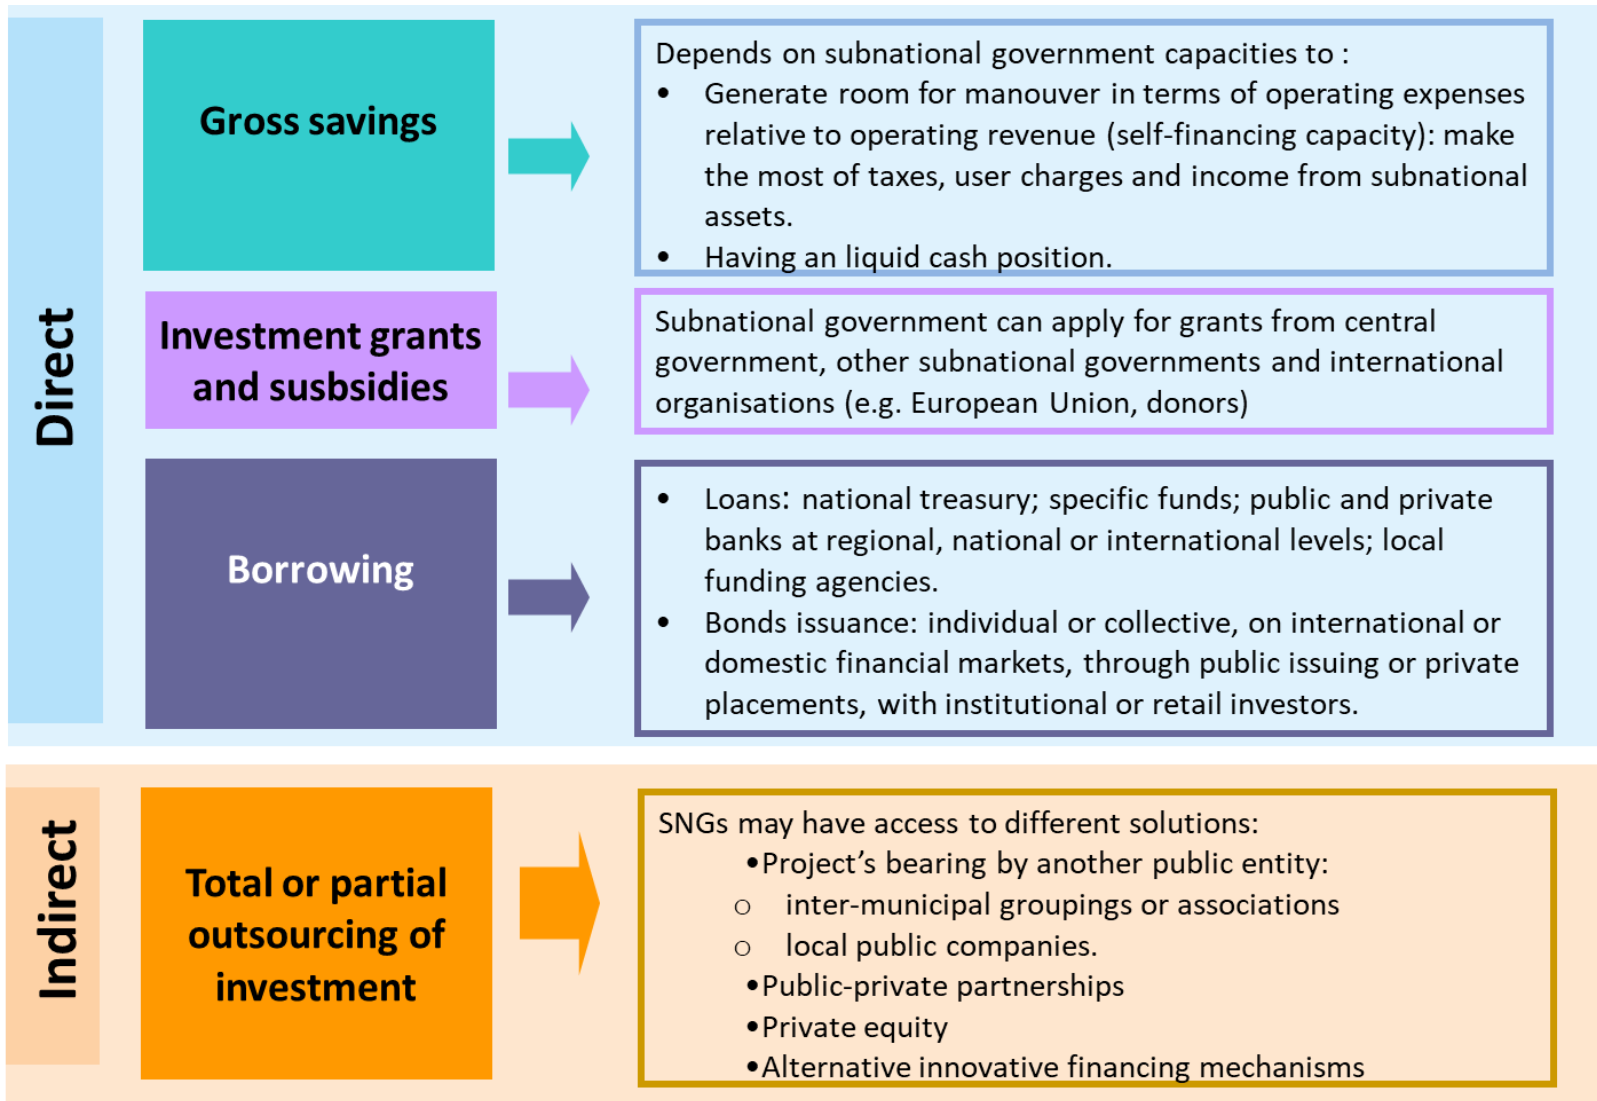 Direct
Gross savings
Depends on subnational government capacities to :
• Generate room for manouver in terms of operating expenses
relative to operating revenue (self-financing capacity): make
the most of taxes, user charges and income from subnational
assets.
• Having an liquid cash position.
Investment grants
and susbsidies
Subnational government can apply for grants from central
government, other subnational governments and international
organisations (e.g. European Union, donors)
Borrowing
• Loans: national treasury; specific funds; public and private
banks at regional, national or international levels; local
funding agencies.
• Bonds issuance: individual or collective, on international or
domestic financial markets, through public issuing or private
placements, with institutional or retail investors.
Indirect
Total or partial
outsourcing of
investment
SNGs may have access to different solutions:
•Project’s bearing by another public entity:
o inter-municipal groupings or associations
o local public companies.
•Public-private partnerships
•Private equity
•Alternative innovative financing mechanisms